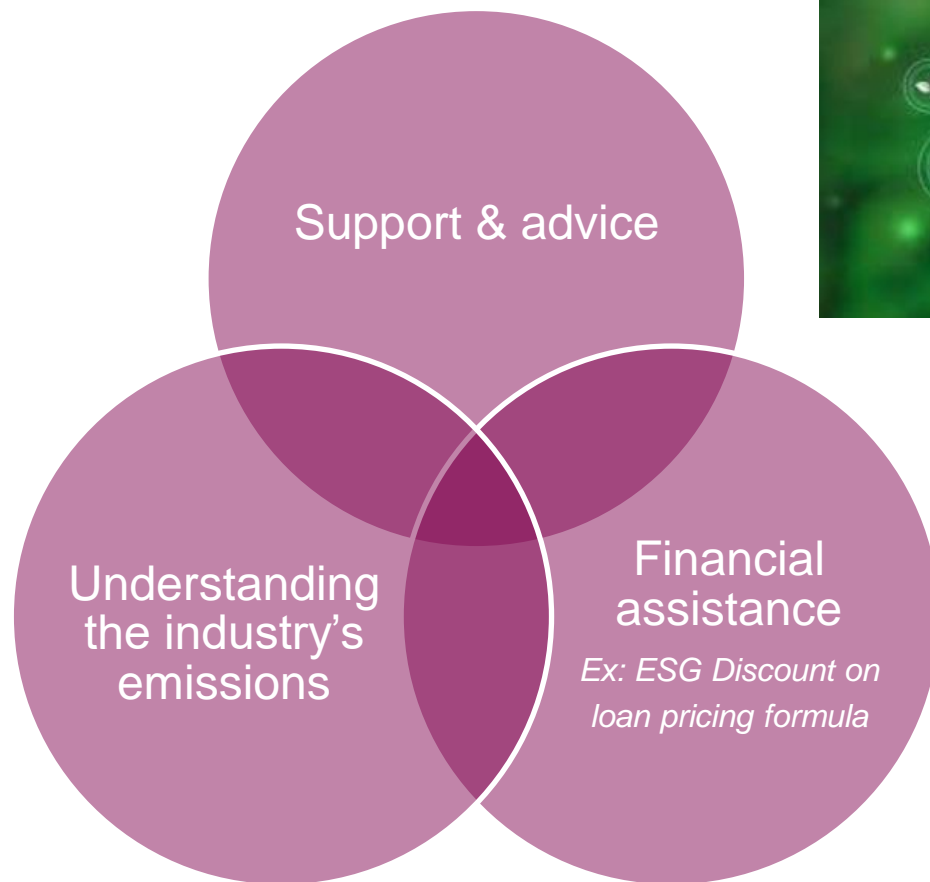 Support & advice
Understanding
the industry’s
emissions
Financial
assistance
Ex: ESG Discount on
loan pricing formula